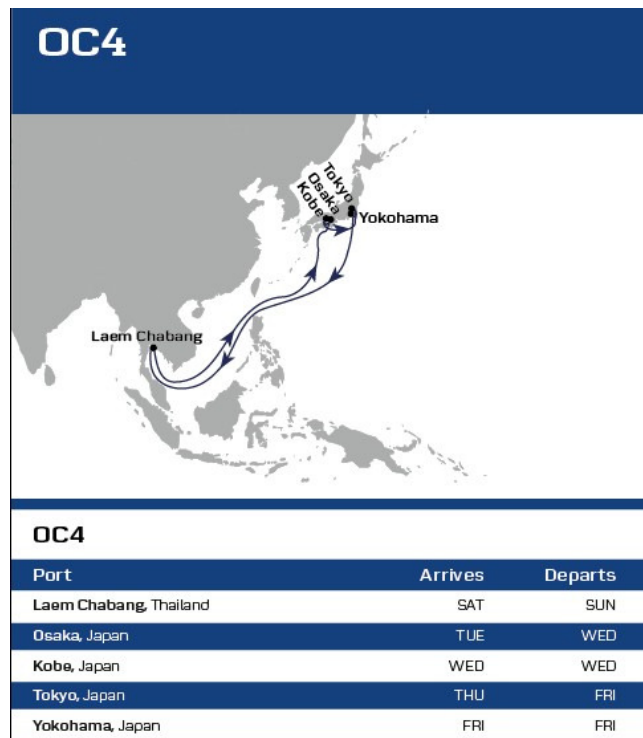 OC4
Tokyo
Osaka
Kobe
Yokohama
Laem Chabang
OC4
Port Arrives Departs
Laem Chabang, Thailand SAT SUN
Osaka, Japan TUE WED
Kobe, Japan WED WED
Tokyo, Japan THU FRI
Yokohama, Japan FRI FRI